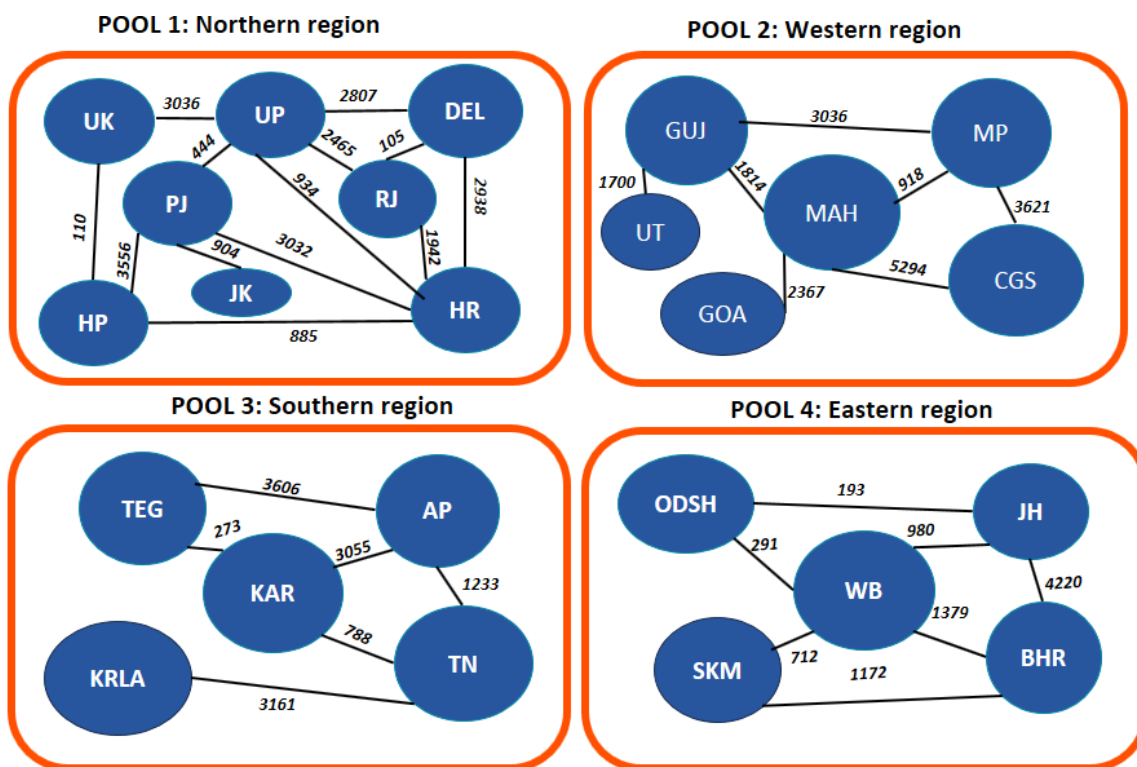 POOL 1: Northern region
3036
2807
UK
UP
DEL
444
2465
105
934
2938
PJ
RJ
110
3556
904
3032
1942
JK
HP
HR
885
POOL 2: Western region
GUJ
3036
MP
1814
918
1700
MAH
3621
UT
5294
CGS
GOA
2367
POOL 3: Southern region
TEG
3606
AP
273
3055
KAR
1233
788
KRLA
TN
3161
POOL 4: Eastern region
ODSH
193
JH
980
291
WB
4220
1379
SKM
712
1172
BHR